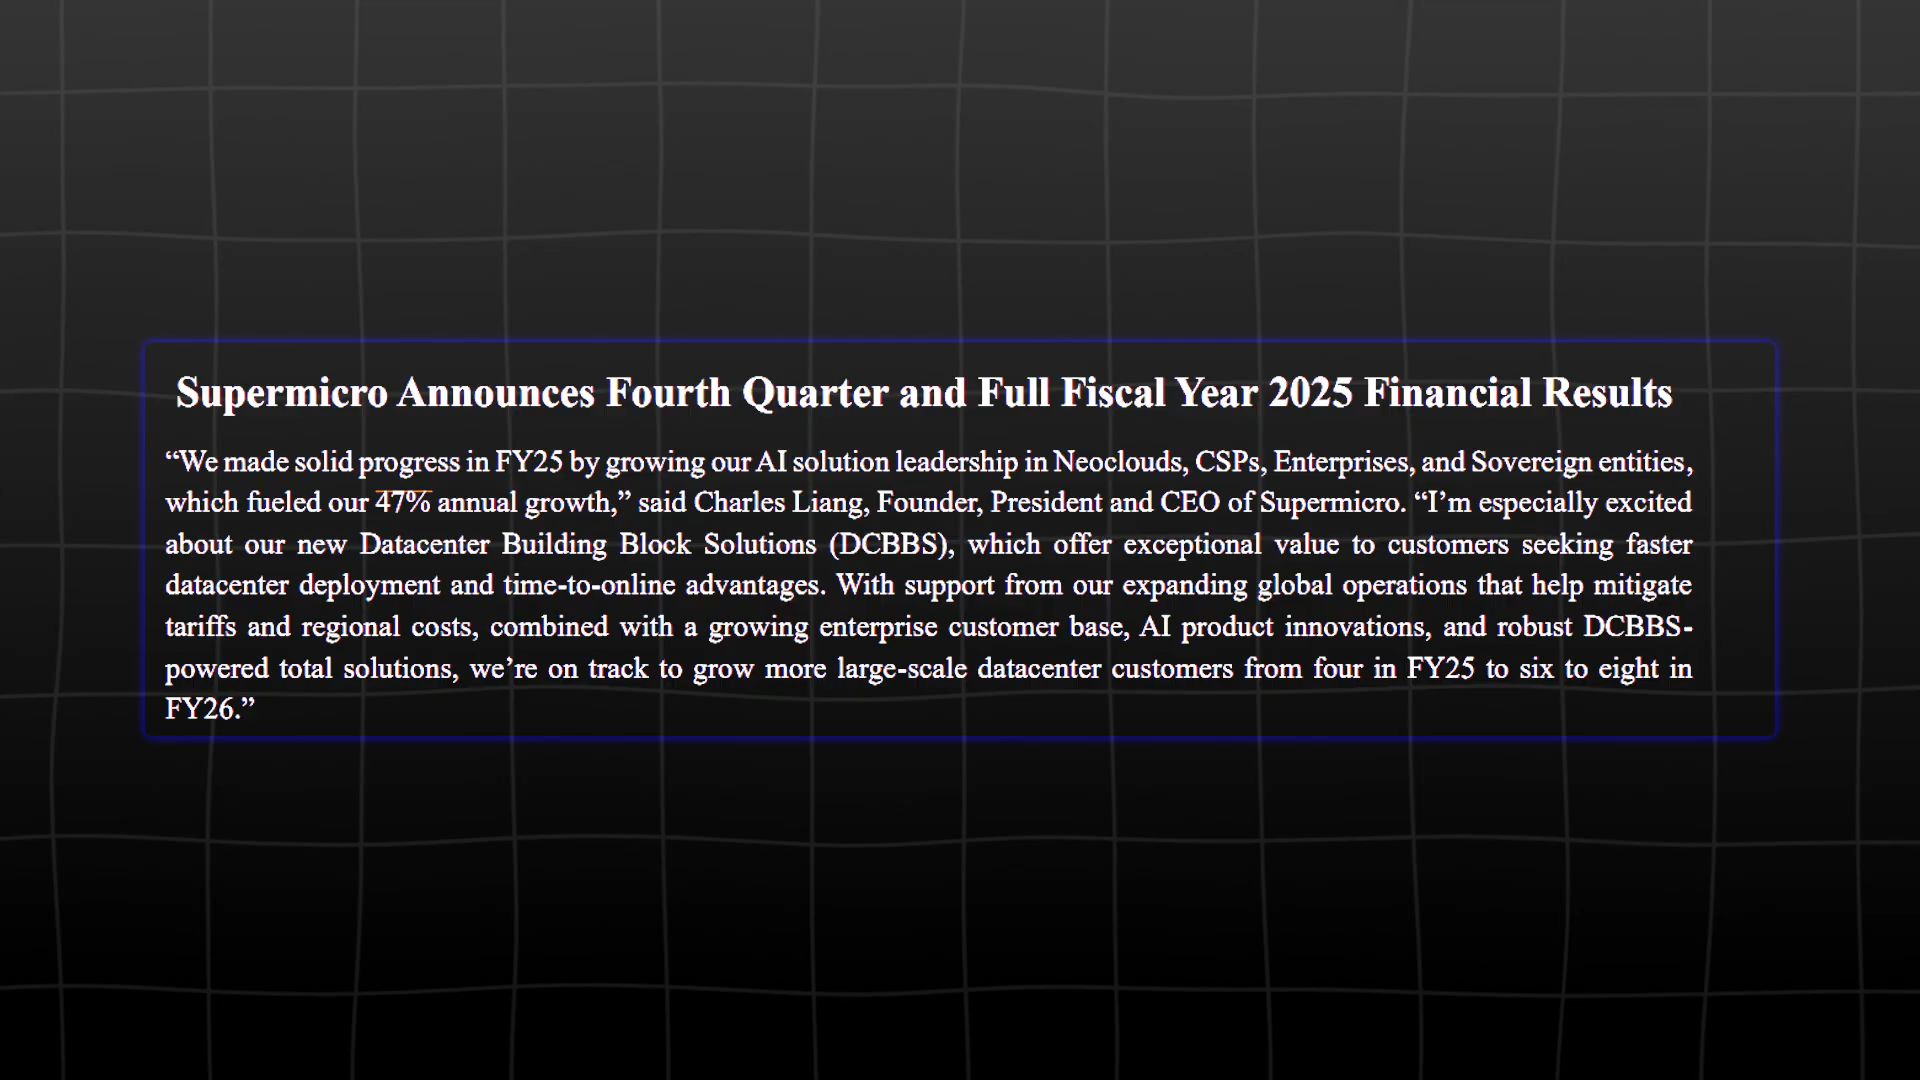 Supermicro Announces Fourth Quarter and Full Fiscal Year 2025 Financial Results
“We made solid progress in FY25 by growing our AI solution leadership in Neoclouds, CSPs, Enterprises, and Sovereign entities,
which fueled our 47% annual growth,” said Charles Liang, Founder, President and CEO of Supermicro. “I’m especially excited
about our new Datacenter Building Block Solutions (DCBBS), which offer exceptional value to customers seeking faster
datacenter deployment and time-to-online advantages. With support from our expanding global operations that help mitigate
tariffs and regional costs, combined with a growing enterprise customer base, AI product innovations, and robust DCBBS-
powered total solutions, we’re on track to grow more large-scale datacenter customers from four in FY25 to six to eight in
FY26.”